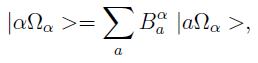 |αΩ_α >= ∑_a B_a^α |aΩ_α >,